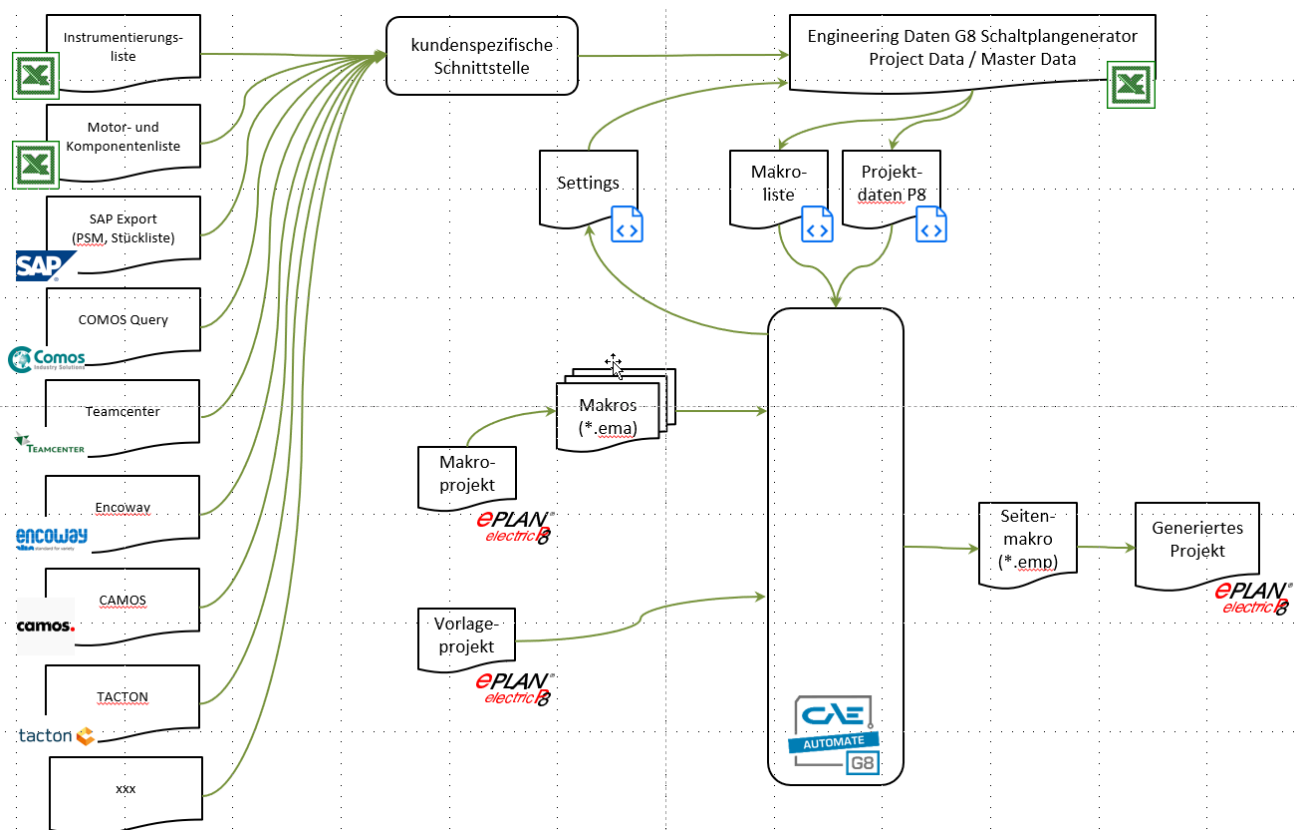 Instrumentierungs-
liste
Motor- und
Komponentenliste
SAP Export
(PSM, Stückliste)
SAP
COMOS Query
Comos
Industry Solutions
Teamcenter
TEAMCENTER
Encoway
encoway
CAMOS
camos.
TACTON
tacton
xxx
kundenspezifische
Schnittstelle
Engineering Daten G8 Schaltplangenerator
Project Data / Master Data
Settings
Makro-
liste
Projekt-
daten P8
Makros
(*.ema)
Makro-
projekt
ePLAN
electric P8
Vorlage-
projekt
ePLAN
electric P8
CAE
AUTOMATE
G8
Seiten-
makro
(*.emp)
Generiertes
Projekt
ePLAN
electric P8